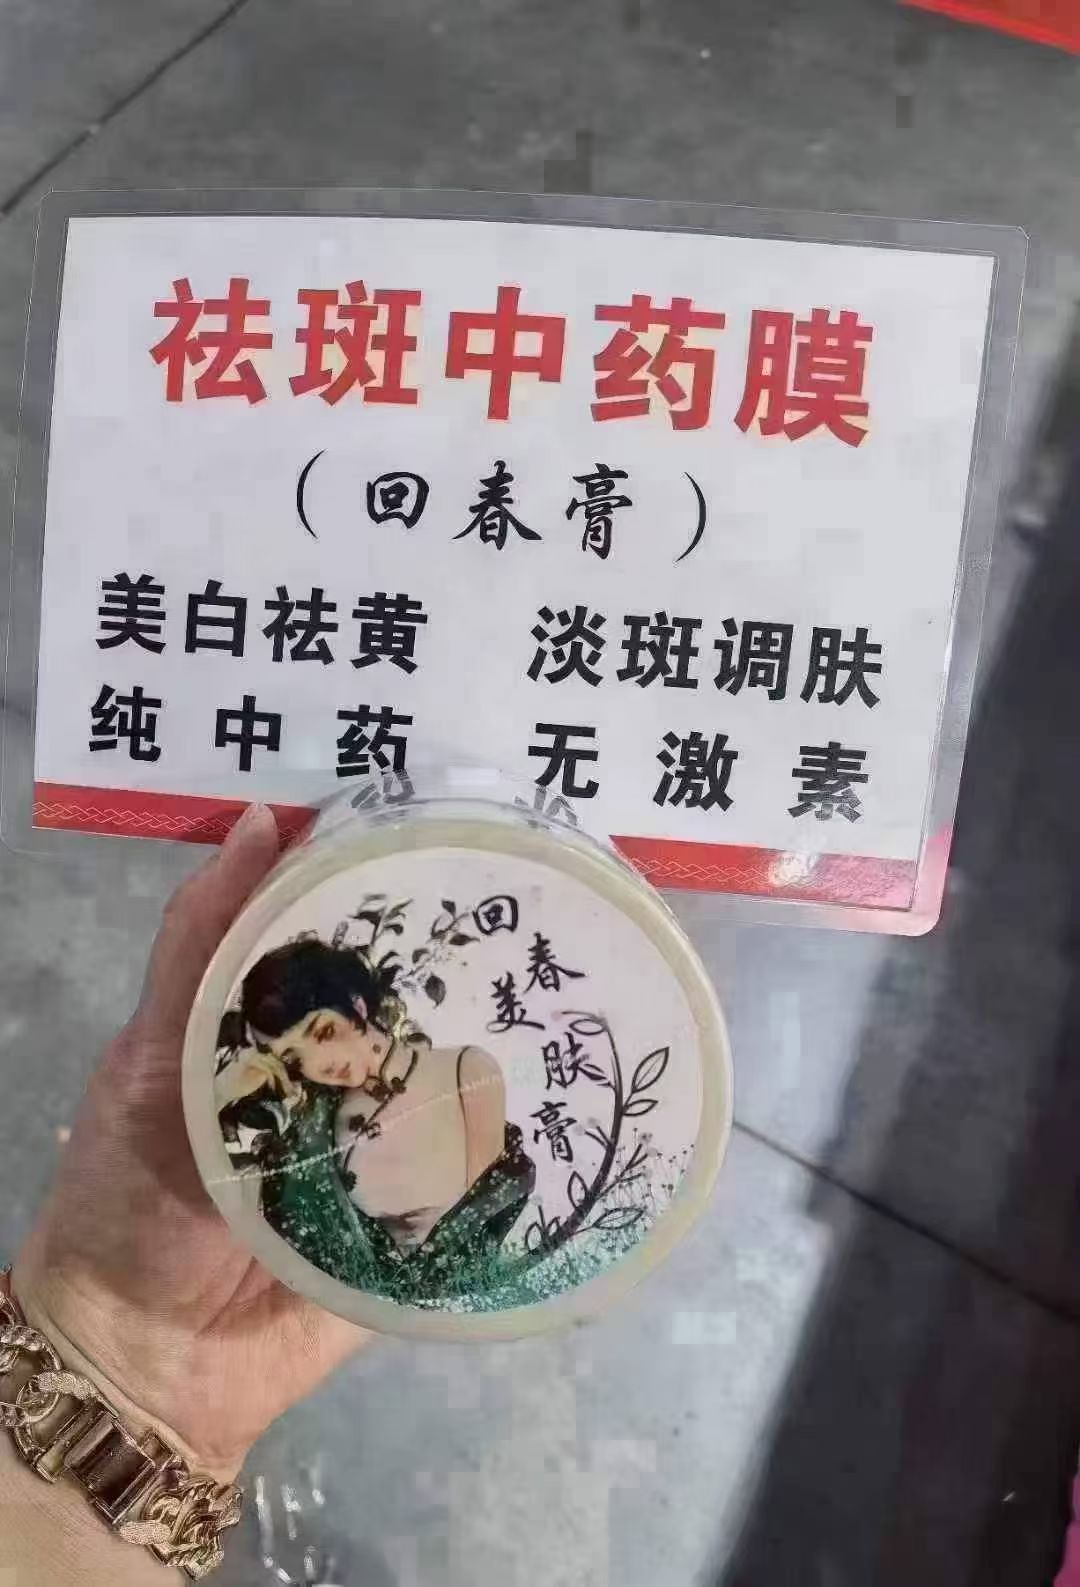 祛斑中药膜
（回春膏）
美白祛黄 淡斑调肤
纯中药 无激素
回春
美肤膏